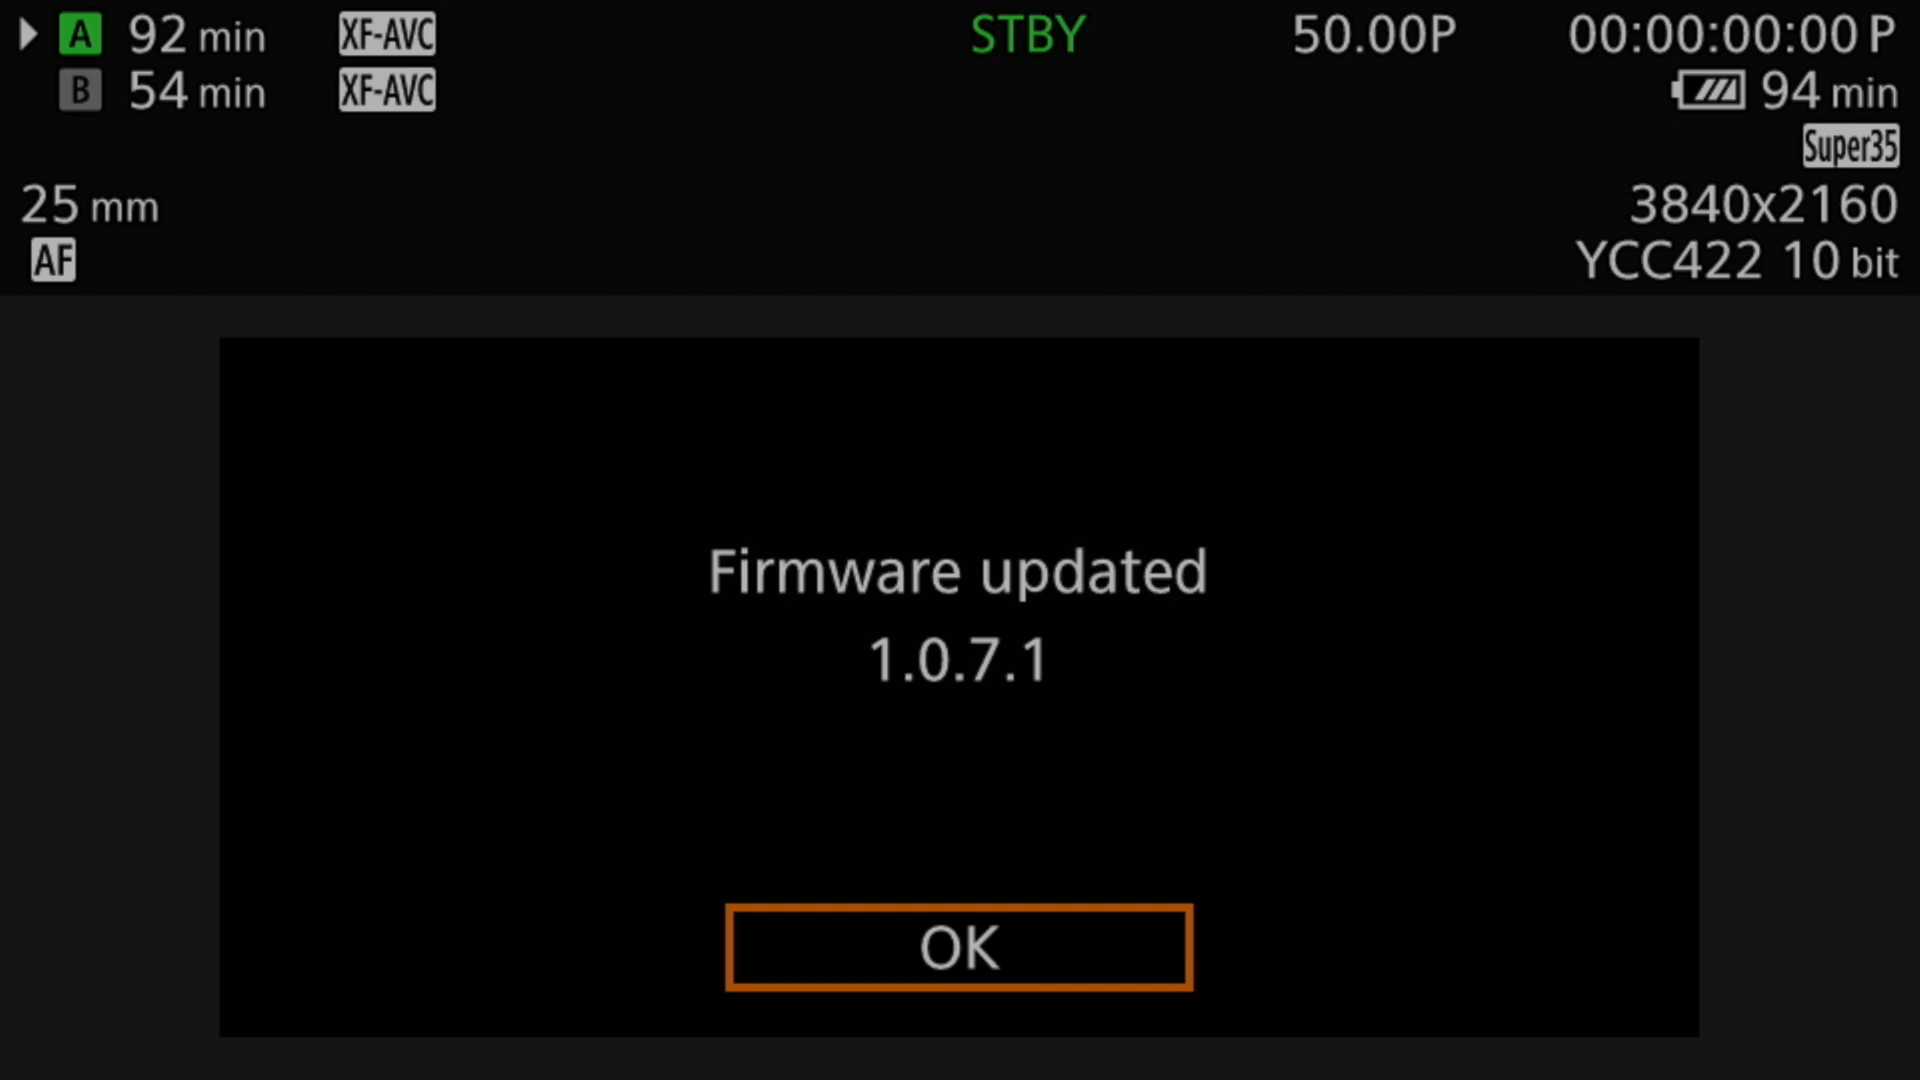 A 92 min XF-AVC STBY 50.00P 00:00:00:00 P
B 54 min XF-AVC 94 min
Super35
25 mm 3840x2160
AF YCC422 10 bit
Firmware updated
1.0.7.1
OK